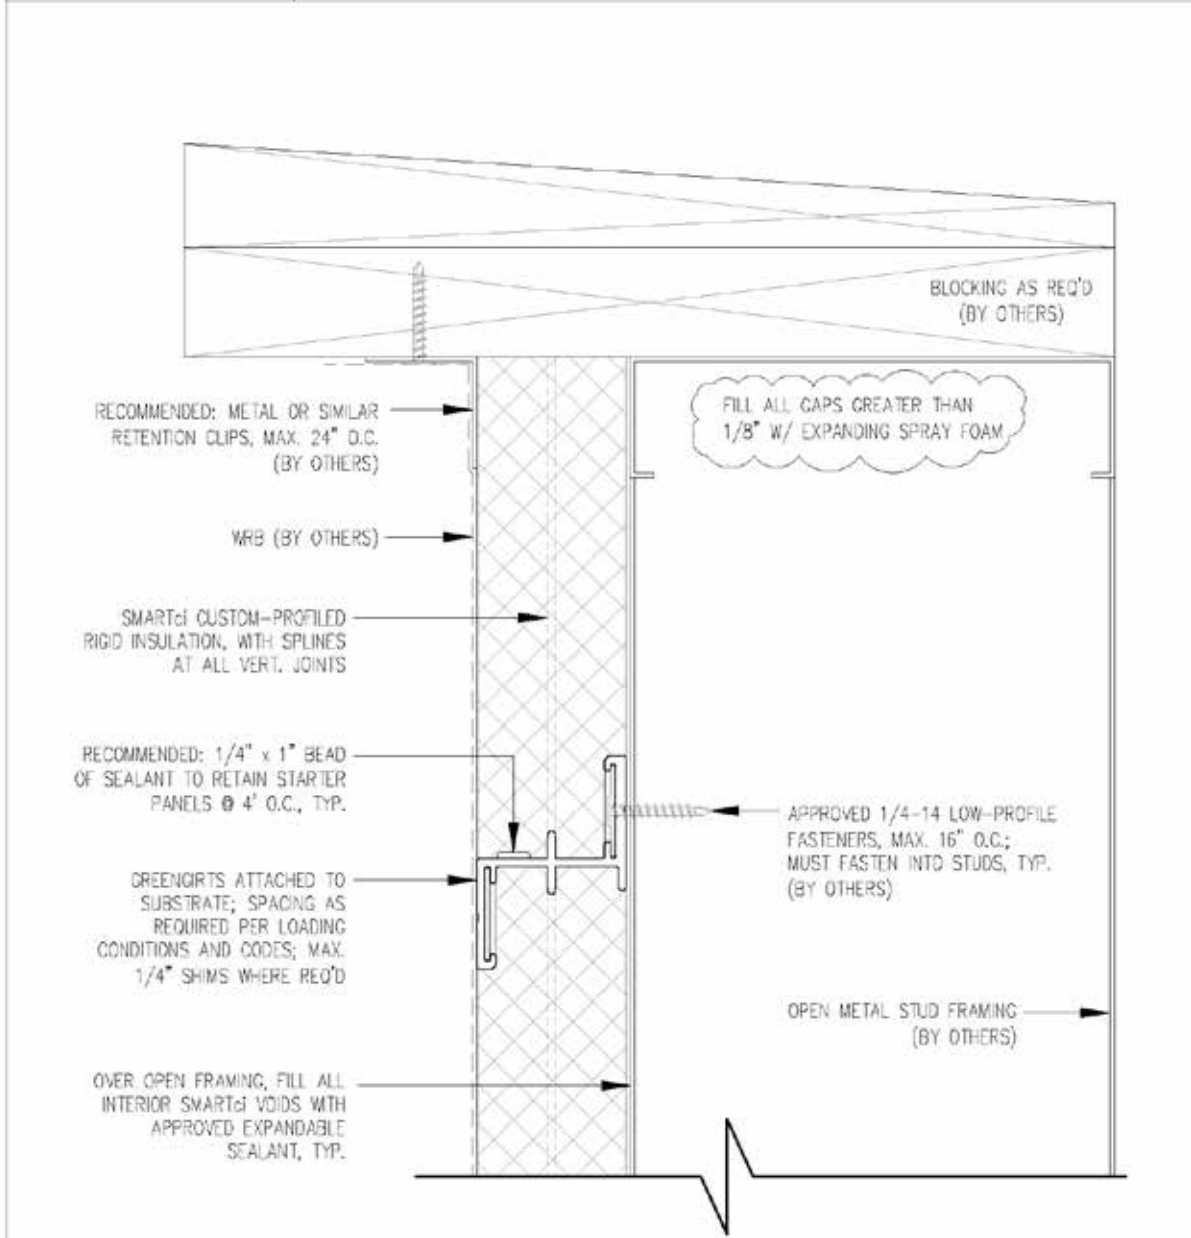 BLOCKING AS REQ'D
(BY OTHERS)
RECOMMENDED: METAL OR SIMILAR
RETENTION CLIPS, MAX. 24" O.C.
(BY OTHERS)
FILL ALL GAPS GREATER THAN
1/8" W/ EXPANDING SPRAY FOAM
WRB (BY OTHERS)
SMARTci CUSTOM-PROFILED
RIGID INSULATION, WITH SPLINES
AT ALL VERT. JOINTS
RECOMMENDED: 1/4" x 1" BEAD
OF SEALANT TO RETAIN STARTER
PANELS @ 4' O.C., TYP.
APPROVED 1/4-14 LOW-PROFILE
FASTENERS, MAX. 16" O.C.;
MUST FASTEN INTO STUDS, TYP.
(BY OTHERS)
GREENGIRTS ATTACHED TO
SUBSTRATE; SPACING AS
REQUIRED PER LOADING
CONDITIONS AND CODES; MAX.
1/4" SHIMS WHERE REQ'D
OPEN METAL STUD FRAMING
(BY OTHERS)
OVER OPEN FRAMING, FILL ALL
INTERIOR SMARTci VOIDS WITH
APPROVED EXPANDABLE
SEALANT, TYP.